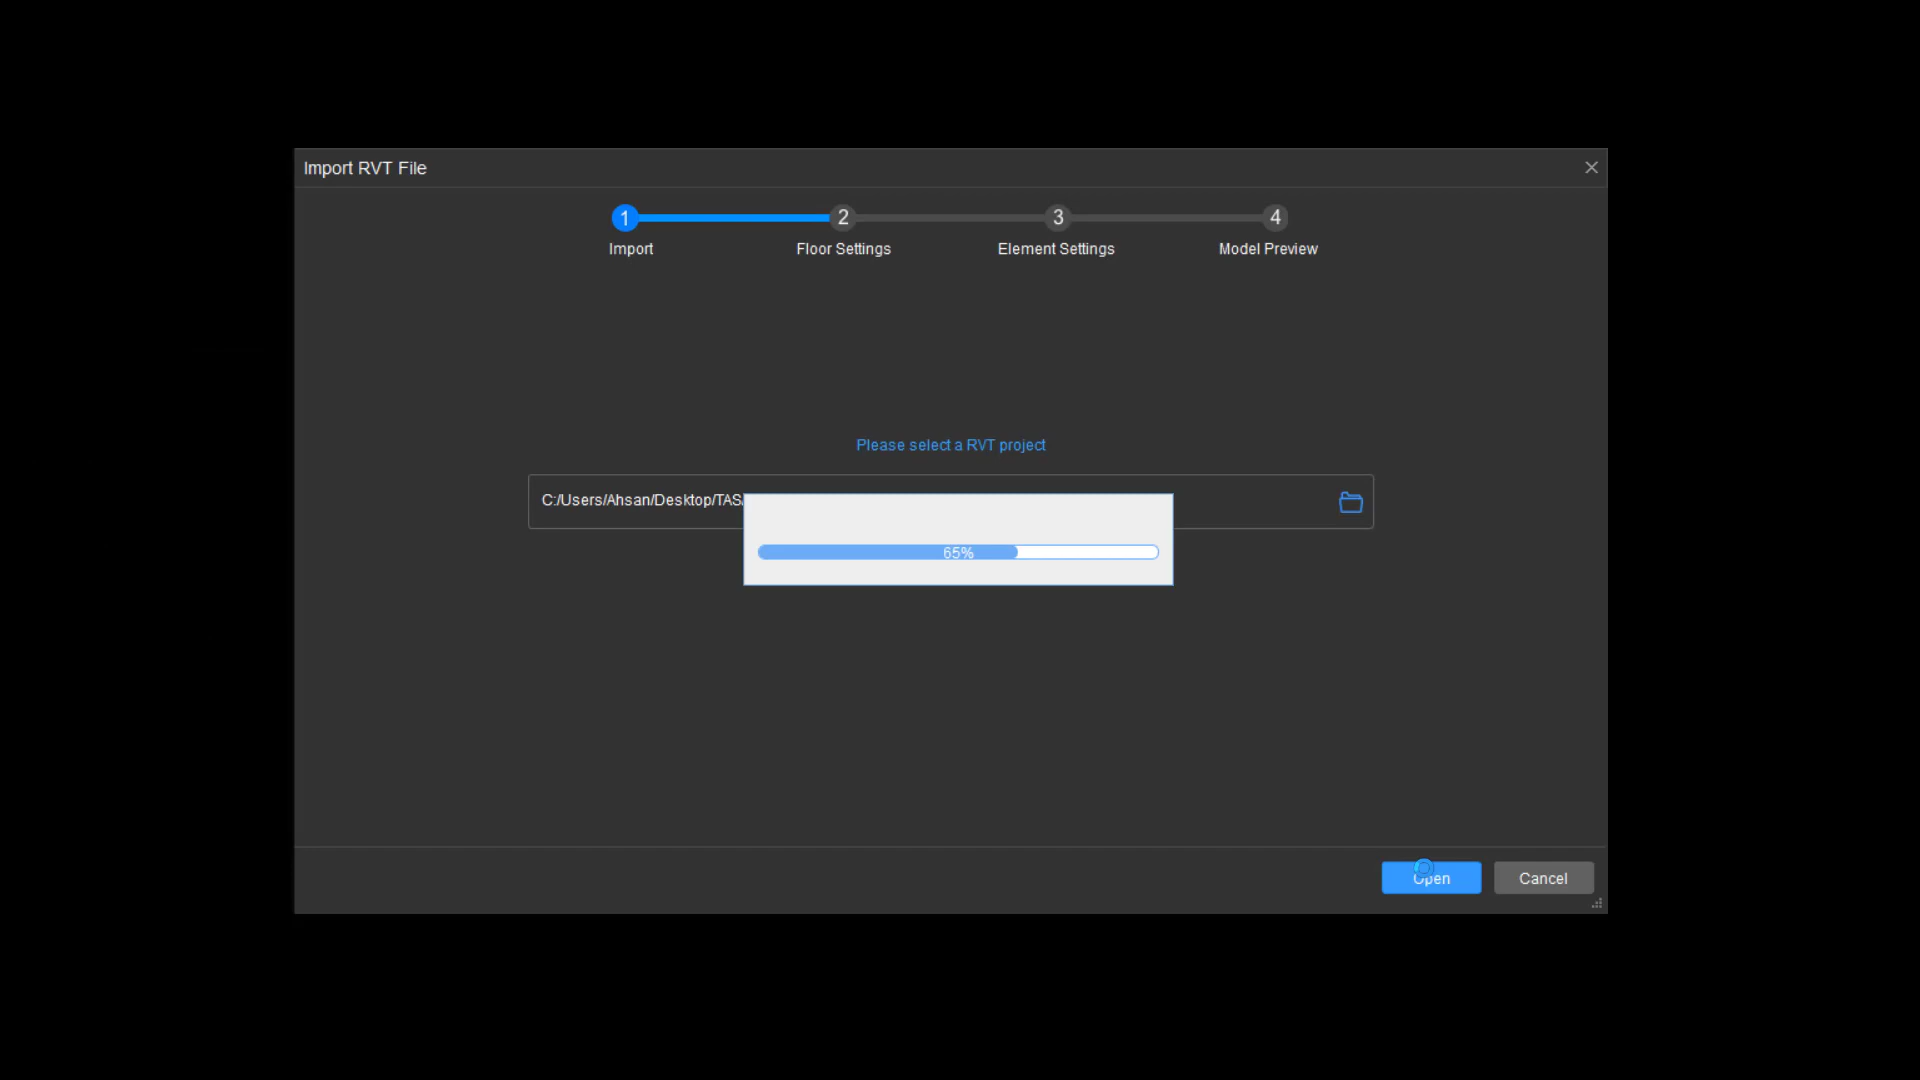 Import RVT File
1 2 3 4
Import Floor Settings Element Settings Model Preview
Please select a RVT project
C:/Users/Ahsan/Desktop/TAS
65%
Open Cancel